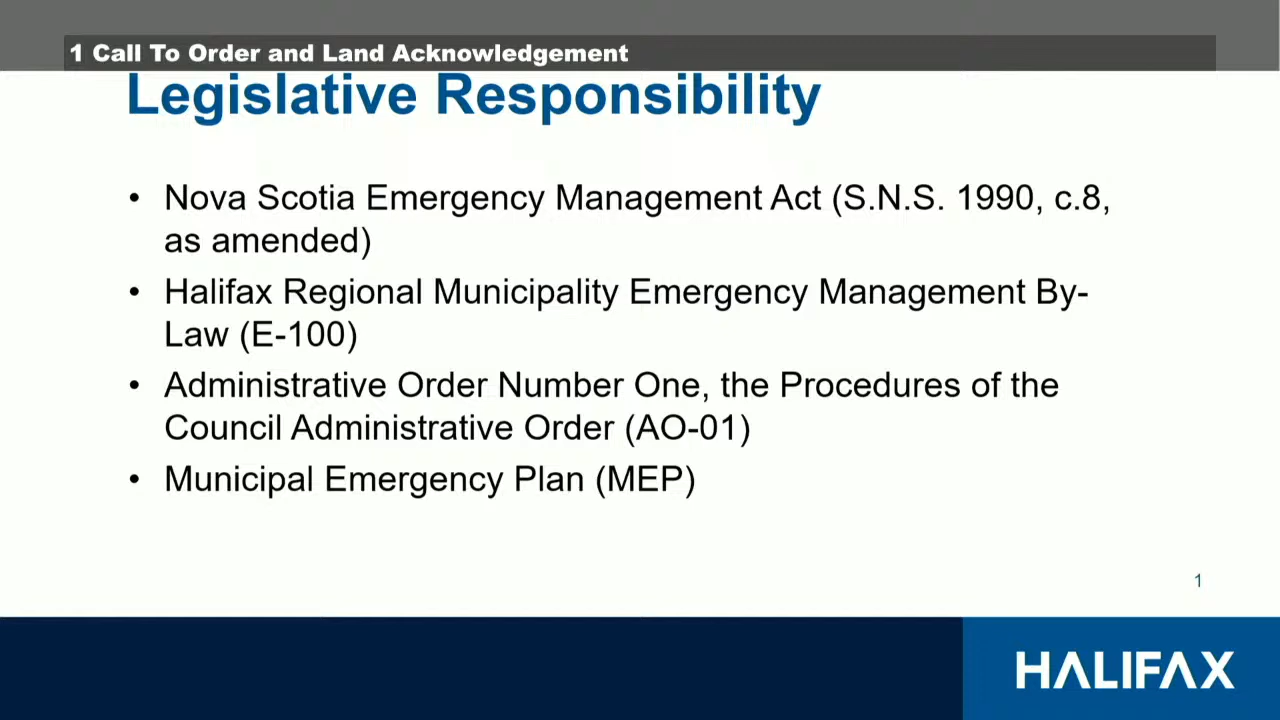 1 Call To Order and Land Acknowledgement
Legislative Responsibility
• Nova Scotia Emergency Management Act (S.N.S. 1990, c.8,
as amended)
• Halifax Regional Municipality Emergency Management By-
Law (E-100)
• Administrative Order Number One, the Procedures of the
Council Administrative Order (AO-01)
• Municipal Emergency Plan (MEP)
1
HALIFAX